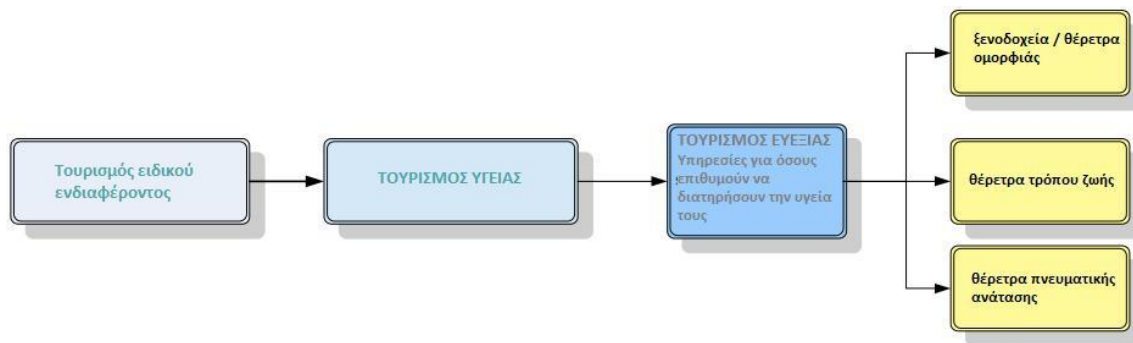 Τουρισμός ειδικού
ενδιαφέροντος
ΤΟΥΡΙΣΜΟΣ ΥΓΕΙΑΣ
ΤΟΥΡΙΣΜΟΣ ΕΥΕΞΙΑΣ
Υπηρεσίες για όσους
επιθυμούν να
διατηρήσουν την υγεία
τους
ξενοδοχεία / θέρετρα
ομορφιάς
θέρετρα τρόπου ζωής
θέρετρα πνευματικής
ανάτασης